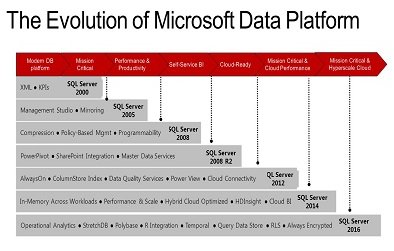 The Evolution of Microsoft Data Platform
Modern DB
platform
Mission
Critical
Performance &
Productivity
Self-Service BI
Cloud-Ready
Mission Critical &
Cloud Performance
Mission Critical &
Hyperscale Cloud
XML ♦ KPIs
SQL Server
2000
Management Studio ♦ Mirroring
SQL Server
2005
Compression ♦ Policy-Based Mgmt ♦ Programmability
SQL Server
2008
PowerPivot ♦ SharePoint Integration ♦ Master Data Services
SQL Server
2008 R2
AlwaysOn ♦ ColumnStore Index ♦ Data Quality Services ♦ Power View ♦ Cloud Connectivity
QL Server
2012
In-Memory Across Workloads ♦ Performance & Scale ♦ Hybrid Cloud Optimized ♦ HDInsight ♦ Cloud BI
SQL Server
2014
Operational Analytics ♦ StretchDB ♦ Polybase ♦ R Integration ♦ Temporal ♦ Query Data Store ♦ RLS ♦ Always Encrypted
SQL Server
2016